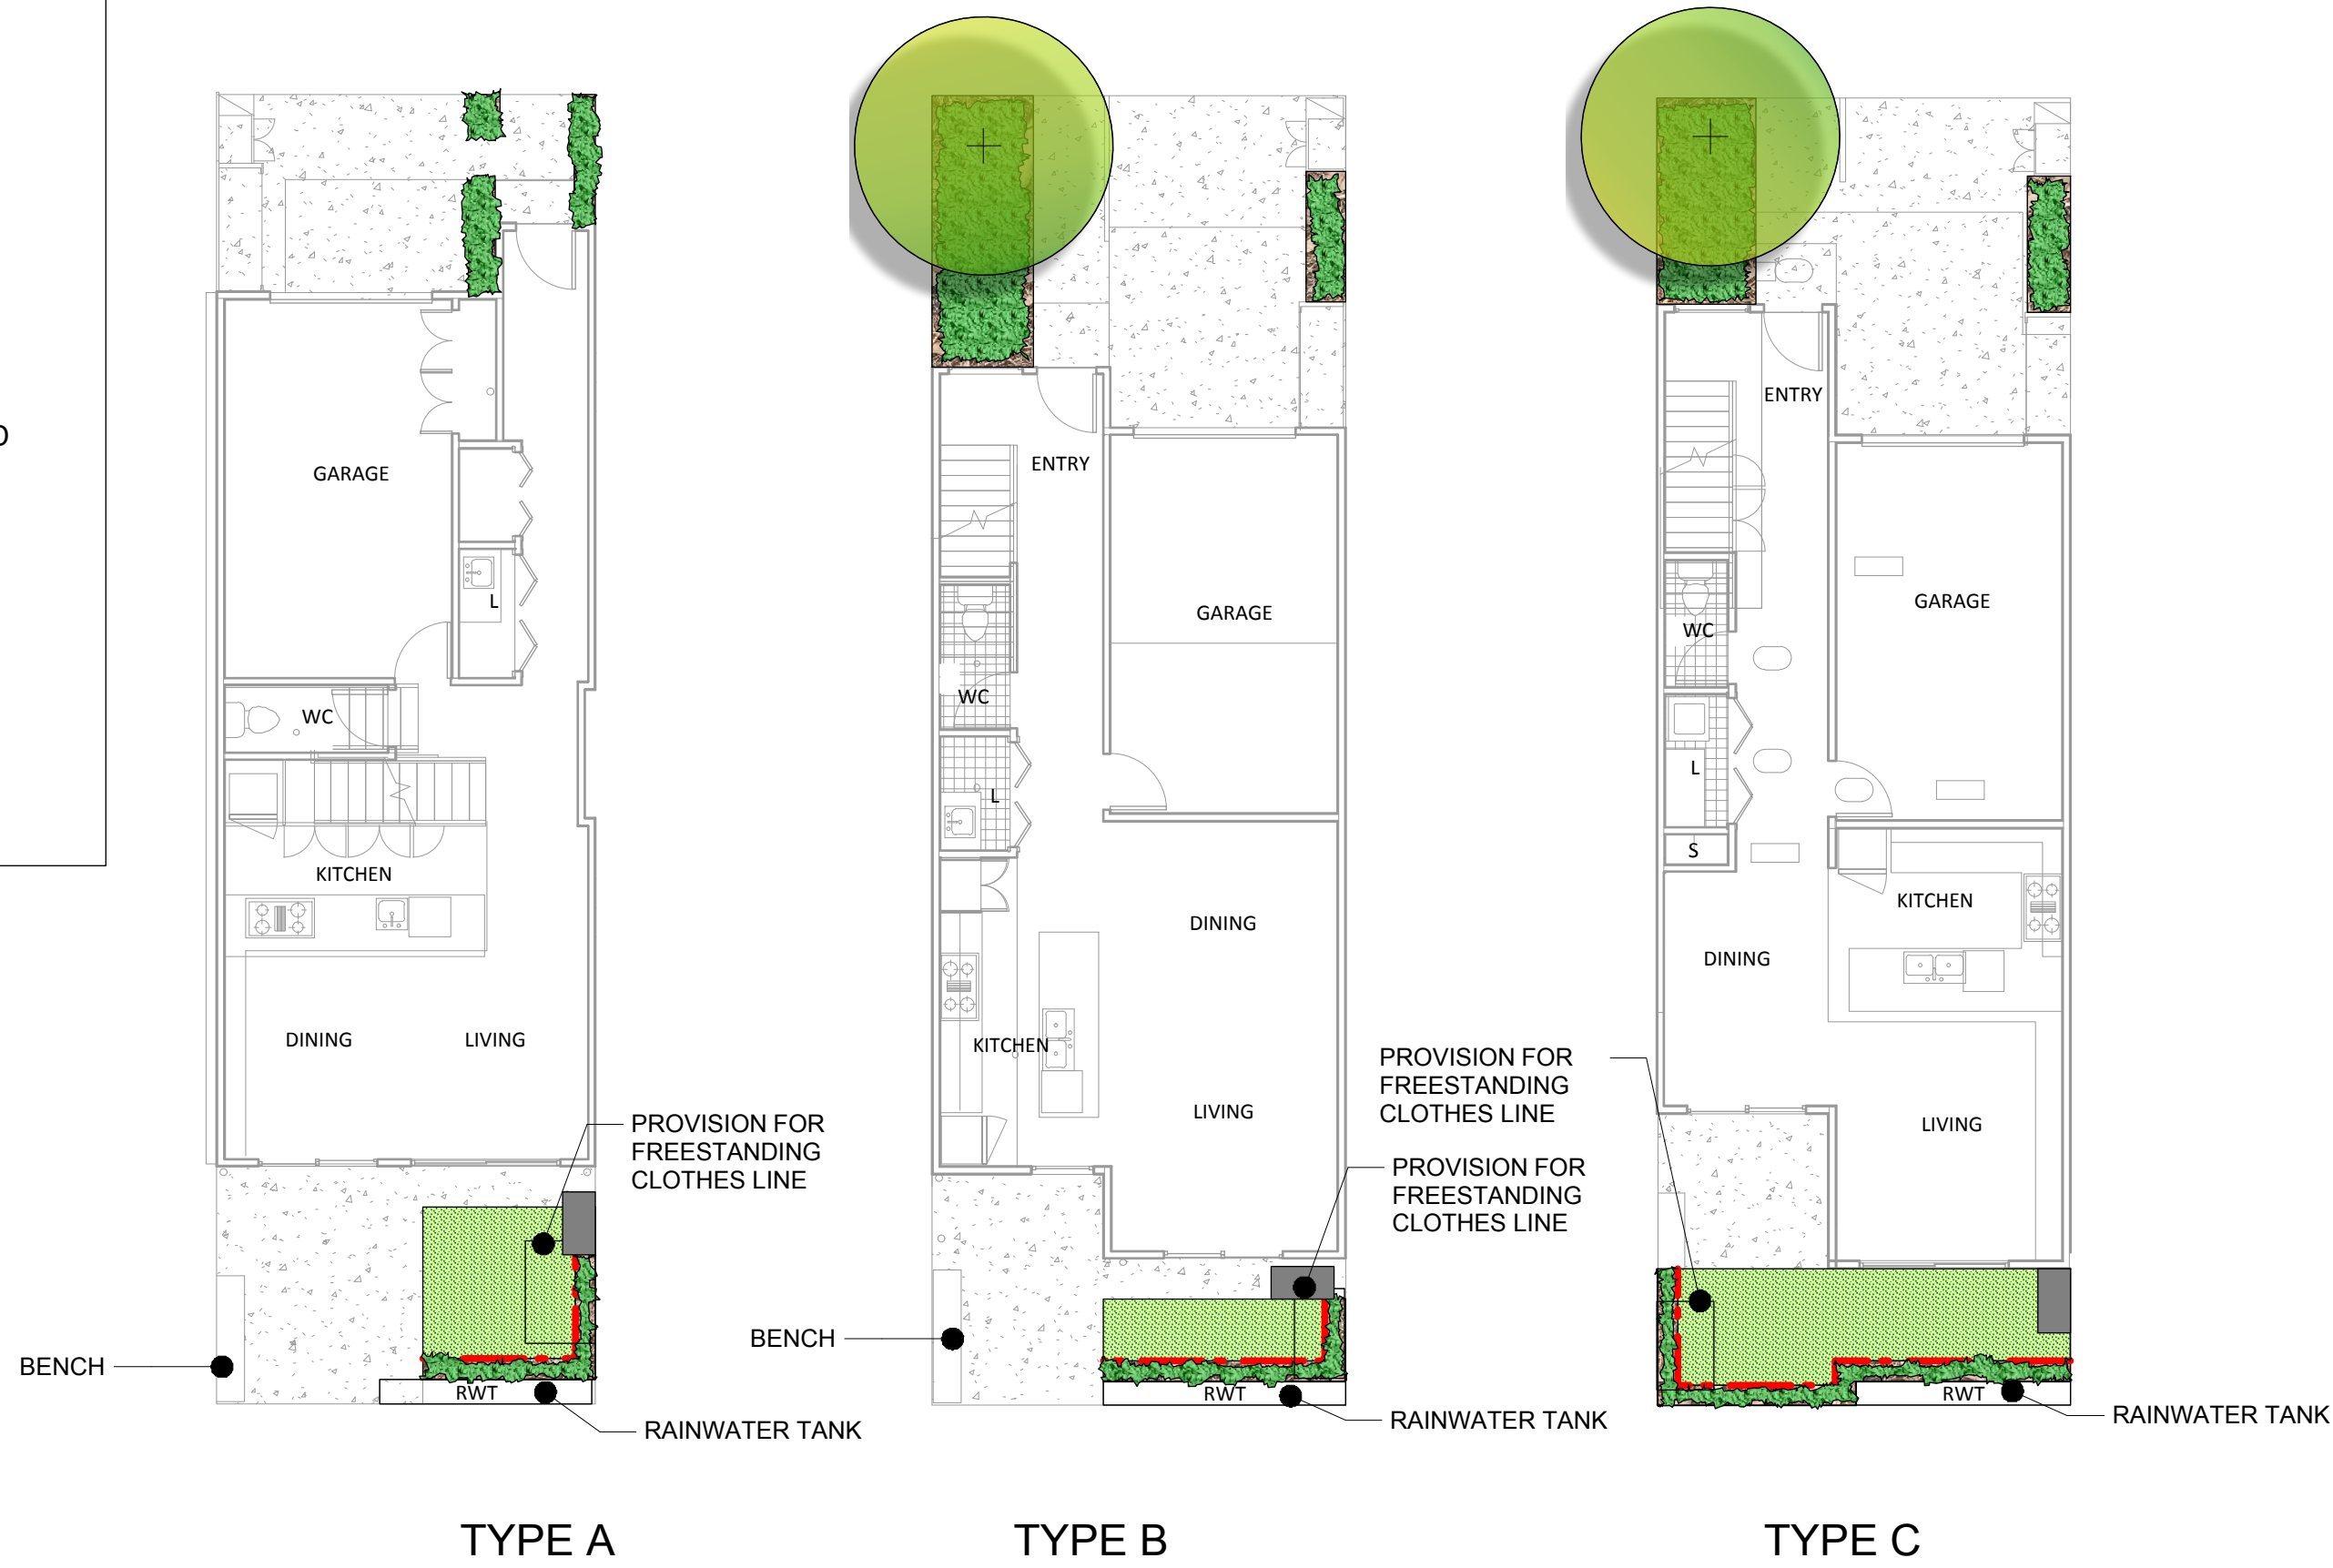 GARAGE
L
WC
KITCHEN
DINING
LIVING
PROVISION FOR
FREESTANDING
CLOTHES LINE
BENCH
RWT
RAINWATER TANK
TYPE A
ENTRY
GARAGE
WC
L
DINING
KITCHEN
LIVING
PROVISION FOR
FREESTANDING
CLOTHES LINE
BENCH
RWT
RAINWATER TANK
TYPE B
ENTRY
GARAGE
WC
L
S
KITCHEN
DINING
PROVISION FOR
FREESTANDING
CLOTHES LINE
LIVING
RWT
RAINWATER TANK
TYPE C